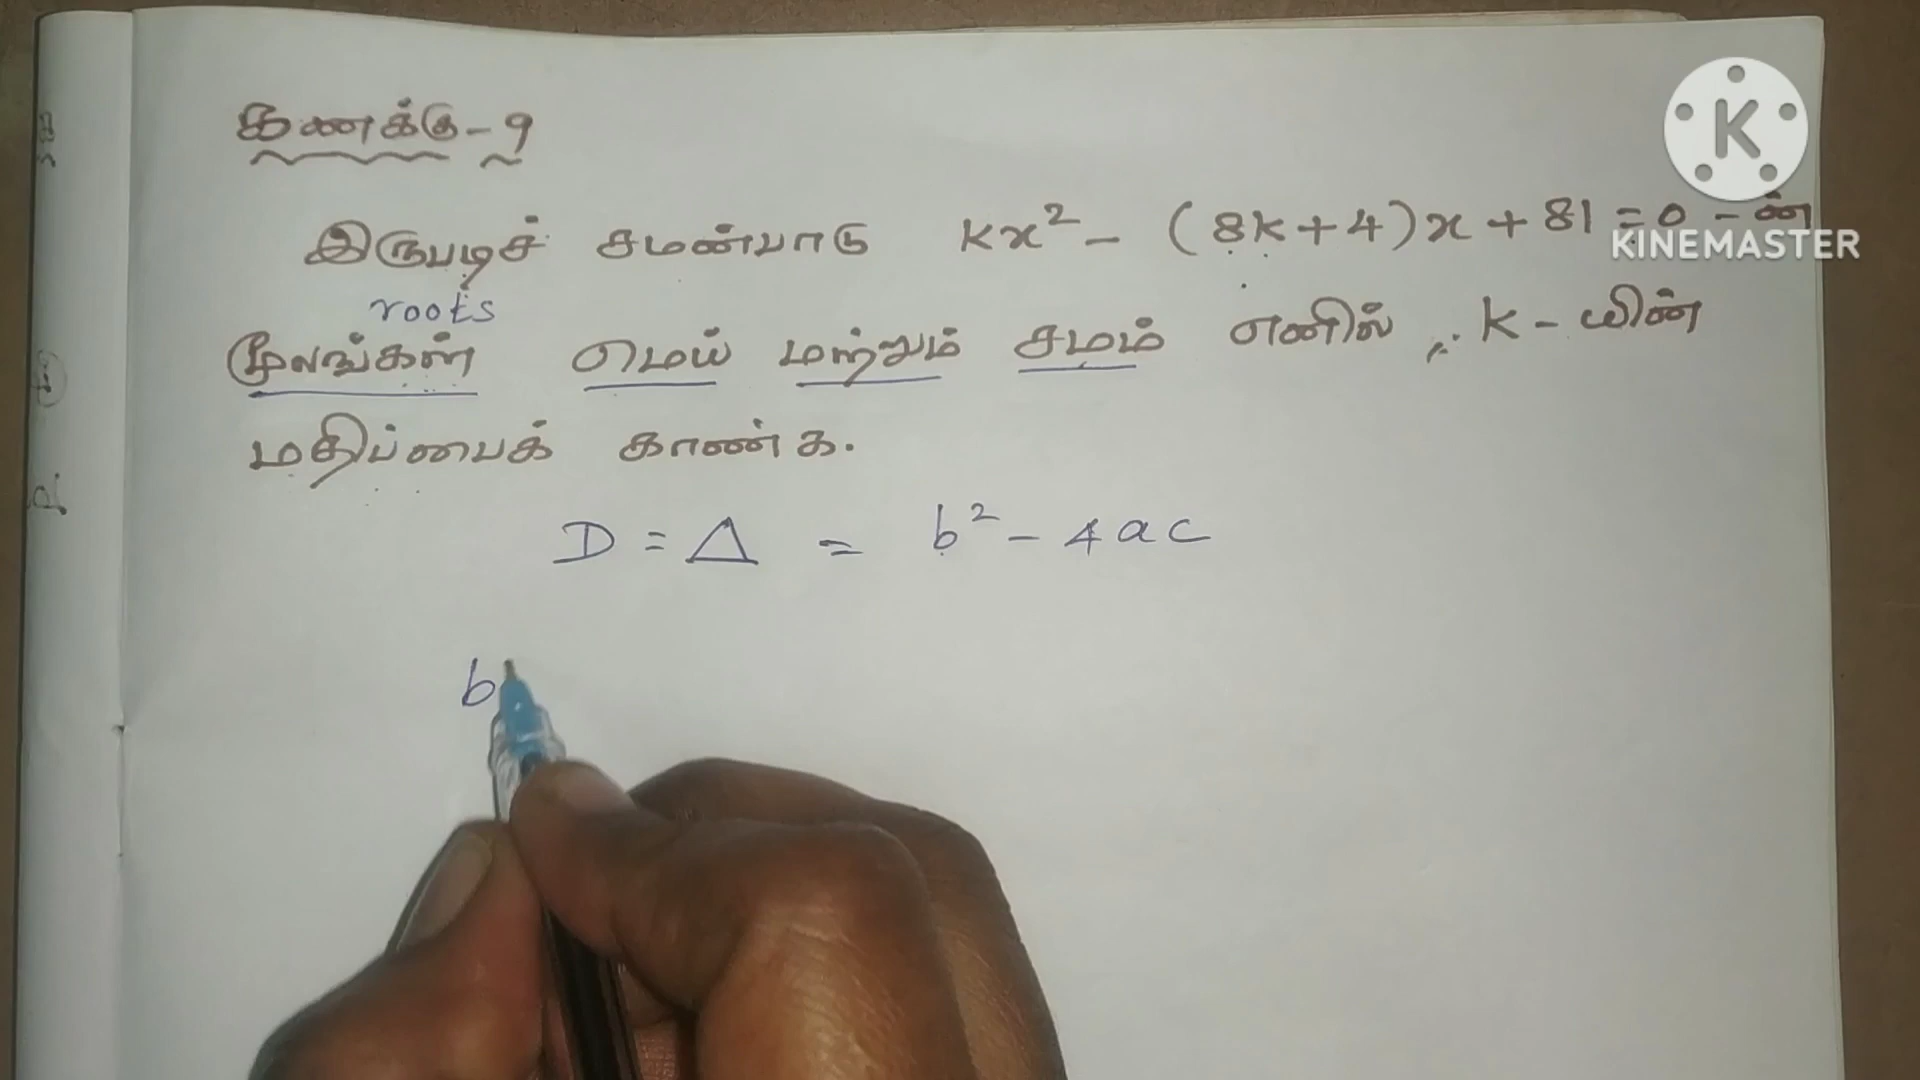 கணக்கு - 9
இருபடிச் சமன்பாடு kx² - (8k+4)x + 81 = 0 - ன்
roots
மூலங்கள் மெய் மற்றும் சமம் எனில், k - யின்
மதிப்பைக் காண்க.
D = Δ = b² - 4ac
b
K
KINEMASTER